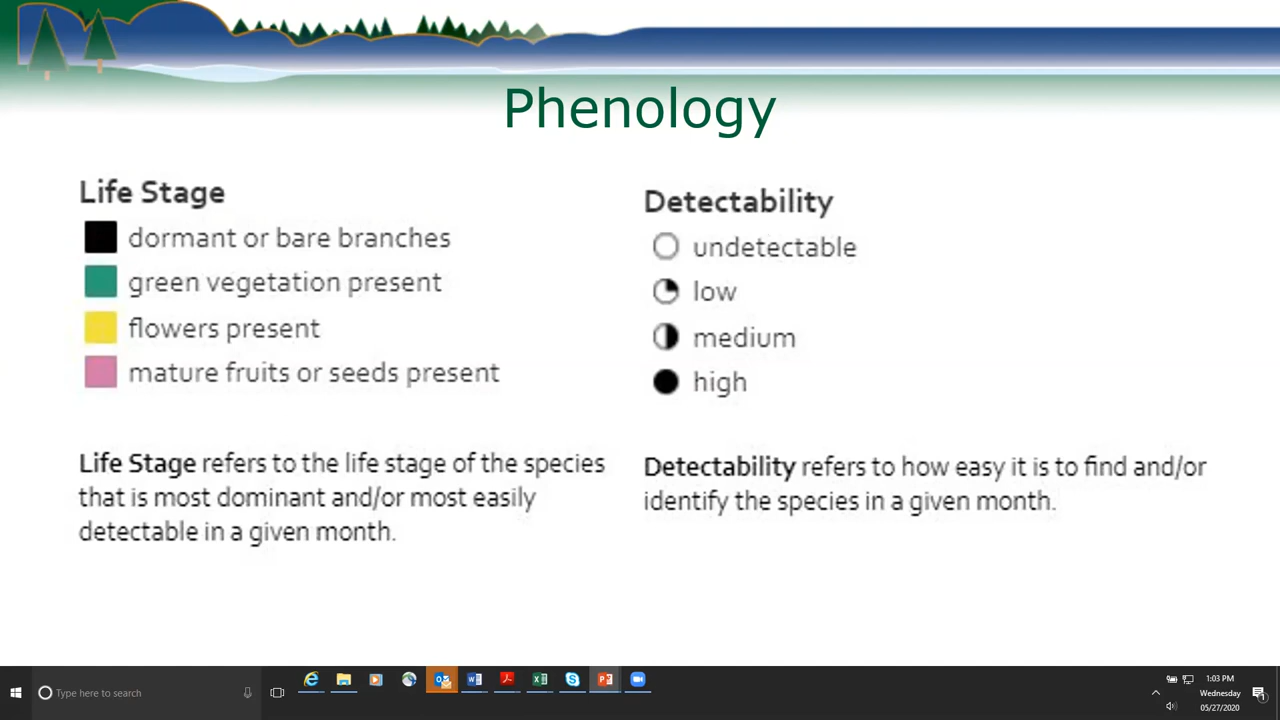 Phenology
Life Stage
dormant or bare branches
green vegetation present
flowers present
mature fruits or seeds present
Life Stage refers to the life stage of the species
that is most dominant and/or most easily
detectable in a given month.
Detectability
undetectable
low
medium
high
Detectability refers to how easy it is to find and/or
identify the species in a given month.
Type here to search
1:03 PM
Wednesday
05/27/2020